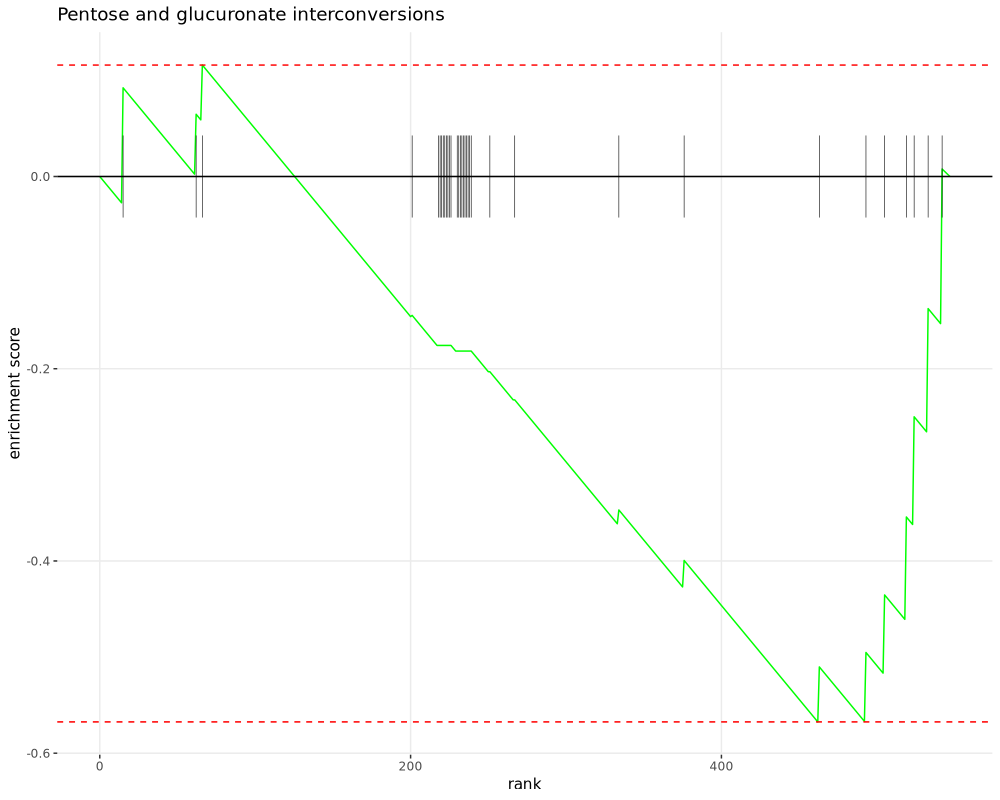 Pentose and glucuronate interconversions
0.0
-0.2
-0.4
-0.6
enrichment score
0
200
400
rank